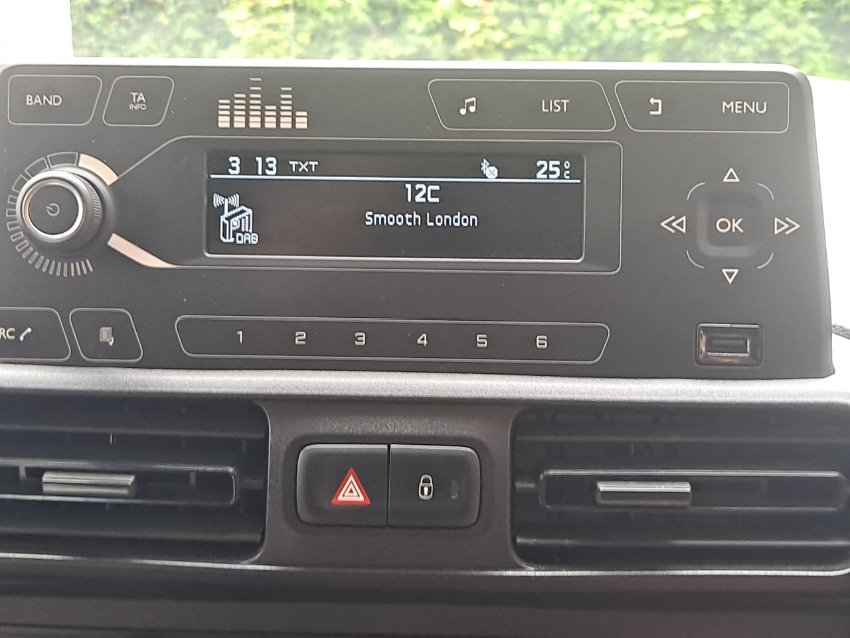 BAND
TA
INFO
LIST
MENU
3 13 TXT 25°C
12C
Smooth London
DAB
OK
RC
1 2 3 4 5 6